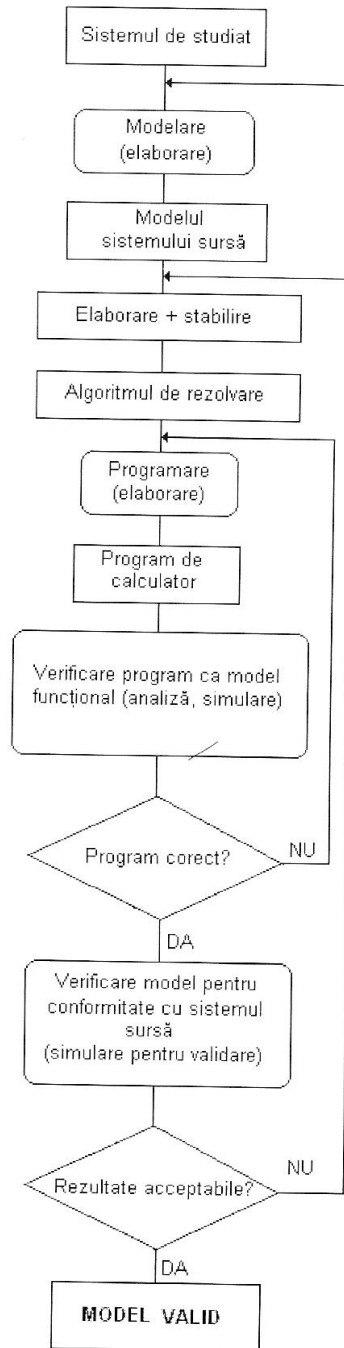 Sistemul de studiat
Modelare
(elaborare)
Modelul
sistemului sursă
Elaborare + stabilire
Algoritmul de rezolvare
Programare
(elaborare)
Program de
calculator
Verificare program ca model
funcțional (analiză, simulare)
Program corect?
NU
DA
Verificare model pentru
conformitate cu sistemul
sursă
(simulare pentru validare)
NU
Rezultate acceptabile?
DA
MODEL VALID